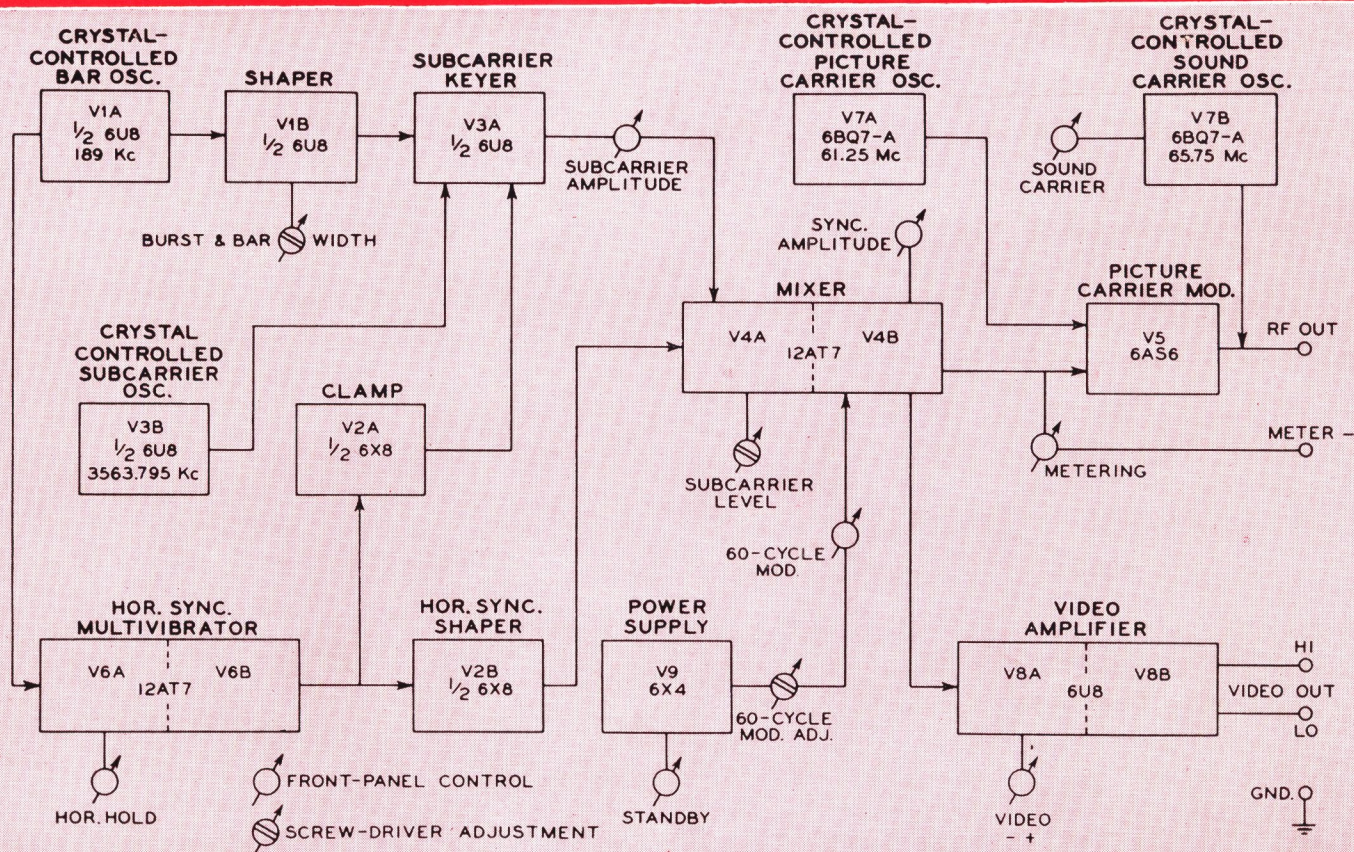 CRYSTAL-
CONTROLLED
BAR OSC.
V1A
1/2 6U8
189 Kc
SHAPER
V1B
1/2 6U8
BURST & BAR WIDTH
SUBCARRIER
KEYER
V3A
1/2 6U8
SUBCARRIER
AMPLITUDE
CRYSTAL-
CONTROLLED
PICTURE
CARRIER OSC.
V7A
6BQ7-A
61.25 Mc
CRYSTAL-
CONTROLLED
SOUND
CARRIER OSC.
V7B
6BQ7-A
65.75 Mc
SOUND
CARRIER
SYNC.
AMPLITUDE
MIXER
V4A
12AT7
V4B
PICTURE
CARRIER MOD.
V5
6AS6
RF OUT
CRYSTAL
CONTROLLED
SUBCARRIER
OSC.
V3B
1/2 6U8
3563.795 Kc
CLAMP
V2A
1/2 6X8
SUBCARRIER
LEVEL
METERING
METER -
60-CYCLE
MOD.
HOR. SYNC.
MULTIVIBRATOR
V6A
12AT7
V6B
HOR. SYNC.
SHAPER
V2B
1/2 6X8
POWER
SUPPLY
V9
6X4
60-CYCLE
MOD. ADJ.
VIDEO
AMPLIFIER
V8A
6U8
V8B
HI
VIDEO OUT
LO
HOR. HOLD
FRONT-PANEL CONTROL
SCREW-DRIVER ADJUSTMENT
STANDBY
VIDEO
- +
GND.